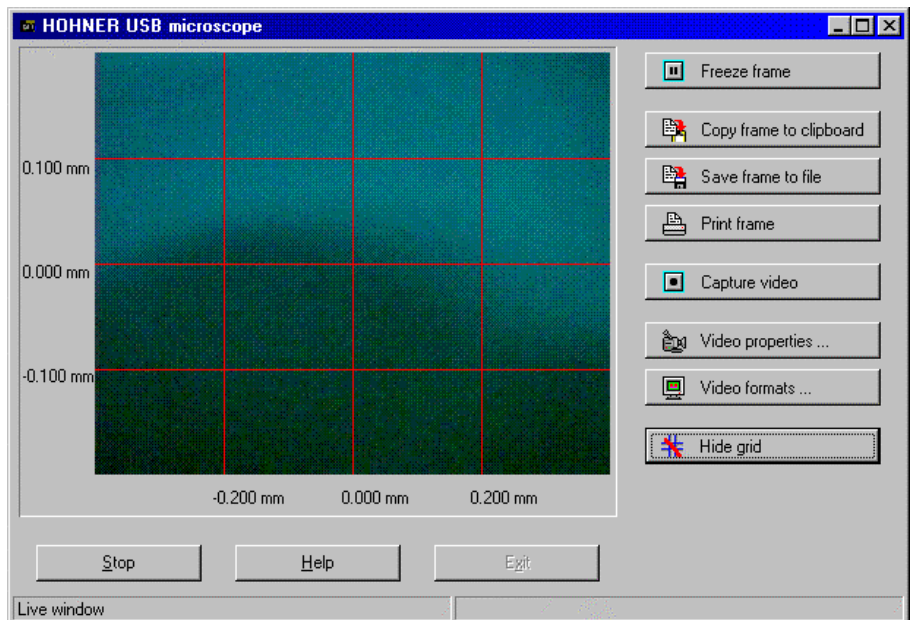 HOHNER USB microscope
0.100 mm
0.000 mm
-0.100 mm
-0.200 mm
0.000 mm
0.200 mm
Freeze frame
Copy frame to clipboard
Save frame to file
Print frame
Capture video
Video properties ...
Video formats ...
Hide grid
Stop
Help
Exit
Live window